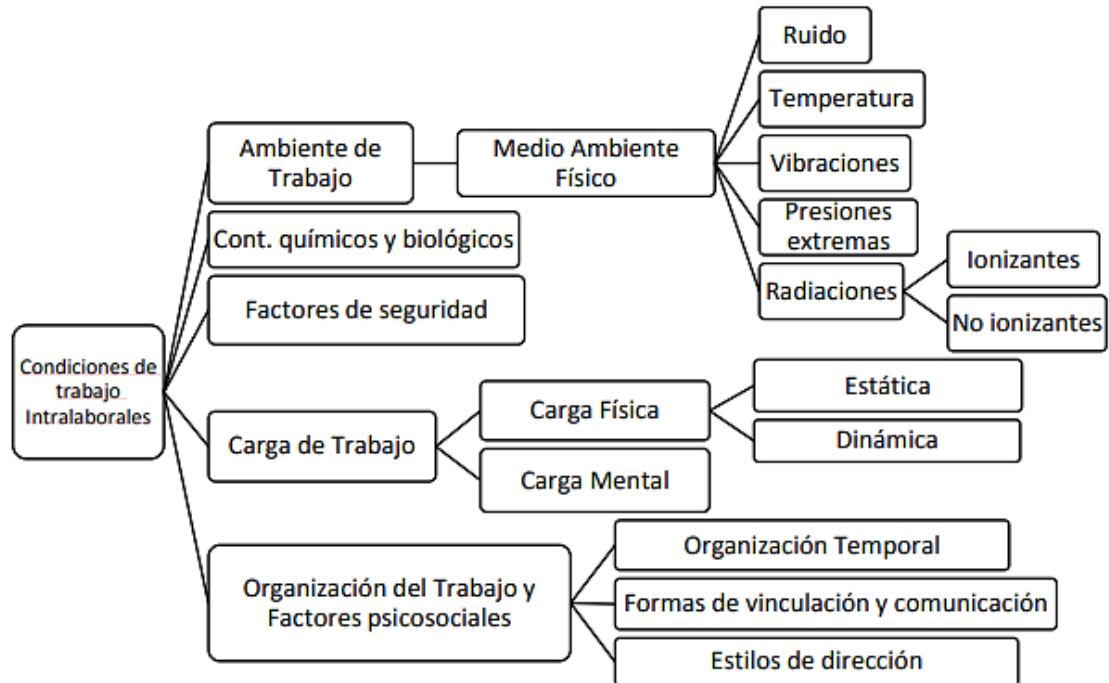 Condiciones de
trabajo
Intralaborales
Ambiente de
Trabajo
Medio Ambiente
Físico
Ruido
Temperatura
Vibraciones
Presiones
extremas
Radiaciones
Ionizantes
No ionizantes
Cont. químicos y biológicos
Factores de seguridad
Carga de Trabajo
Carga Física
Estática
Dinámica
Carga Mental
Organización del Trabajo y
Factores psicosociales
Organización Temporal
Formas de vinculación y comunicación
Estilos de dirección